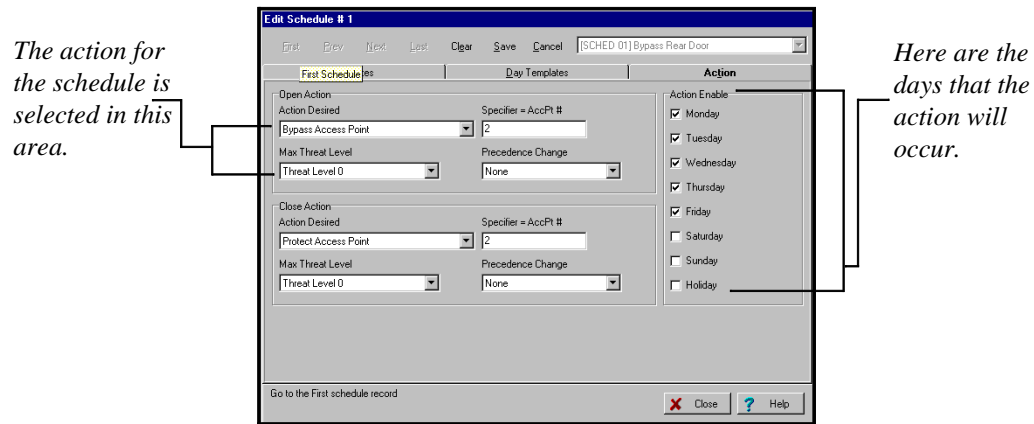 Edit Schedule # 1
First Prev Next Last Clear Save Cancel [SCHED 01] Bypass Rear Door
First Schedule es Day Templates Action
The action for
the schedule is
selected in this
area.
Open Action
Action Desired Specifier = AccPt #
Bypass Access Point 2
Max Threat Level Precedence Change
Threat Level 0 None
Close Action
Action Desired Specifier = AccPt #
Protect Access Point 2
Max Threat Level Precedence Change
Threat Level 0 None
Action Enable
Monday
Tuesday
Wednesday
Thursday
Friday
Saturday
Sunday
Holiday
Here are the
days that the
action will
occur.
Go to the First schedule record
Close Help